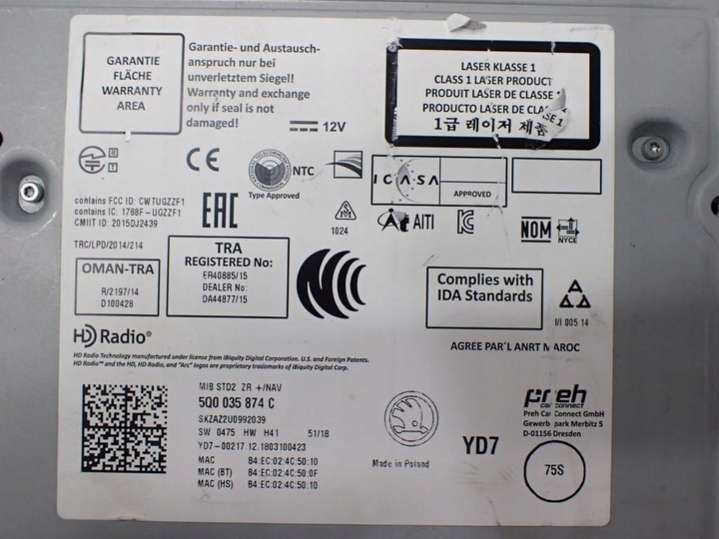 GARANTIE
FLÄCHE
WARRANTY
AREA
Garantie- und Austausch-
anspruch nur bei
unverletztem Siegel!
Warranty and exchange
only if seal is not
damaged!
12V
LASER KLASSE 1
CLASS 1 LASER PRODUCT
PRODUIT LASER DE CLASSE
PRODUCTO LASER DE
1급 레이저 제품
R
T
CE
NTC
Type Approved
ICASA
APPROVED
contains FCC ID: CWTUGZZF1
contains IC: 1768F-UGZZF1
CMIIT ID: 2015DJ2439
EAC
1024
AITI
NOM
NYCE
TRC/LPD/2014/214
OMAN-TRA
R/2197/14
D100428
TRA
REGISTERED No:
ER40885/15
DEALER No:
DA44877/15
Complies with
IDA Standards
I/I 005 14
HD Radio®
AGREE PAR L'ANRT MAROC
HD Radio Technology manufactured under license from iBiquity Digital Corporation. U.S. and Foreign Patents.
HD Radio™ and the HD, HD Radio, and "Arc" logos are proprietary trademarks of iBiquity Digital Corp.
MIB STD2 ZR +/NAV
5Q0 035 874 C
SKZAZ2U0992039
SW 0475 HW H41 51/18
YD7-00217.12.1803100423
MAC B4:EC:02:4C:50:10
MAC (BT) B4:EC:02:4C:50:0F
MAC (HS) B4:EC:02:4C:50:10
Made in Poland
YD7
preh
car connect
Preh Car Connect GmbH
Gewerbepark Merbitz 5
D-01156 Dresden
75S